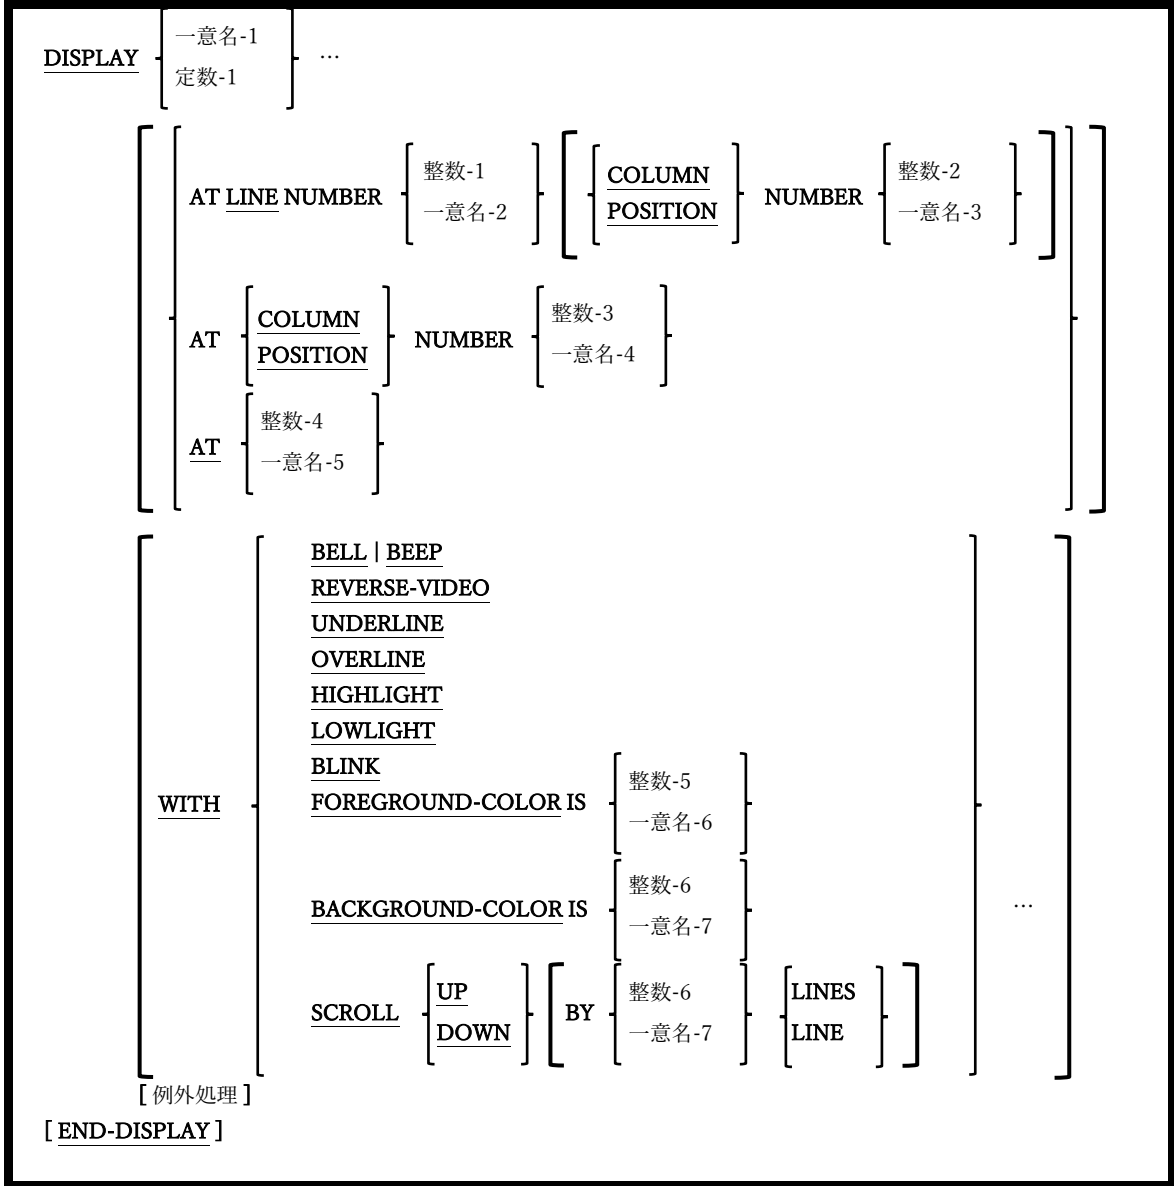 一意名-1
DISPLAY ...
定数-1
整数-1 COLUMN 整数-2
AT LINE NUMBER NUMBER
一意名-2 POSITION 一意名-3
COLUMN 整数-3
AT NUMBER
POSITION 一意名-4
整数-4
AT
一意名-5
BELL | BEEP
REVERSE-VIDEO
UNDERLINE
OVERLINE
HIGHLIGHT
LOWLIGHT
BLINK
整数-5
WITH FOREGROUND-COLOR IS
一意名-6
整数-6
BACKGROUND-COLOR IS ...
一意名-7
UP 整数-6 LINES
SCROLL BY
DOWN 一意名-7 LINE
[ 例外処理 ]
[ END-DISPLAY ]